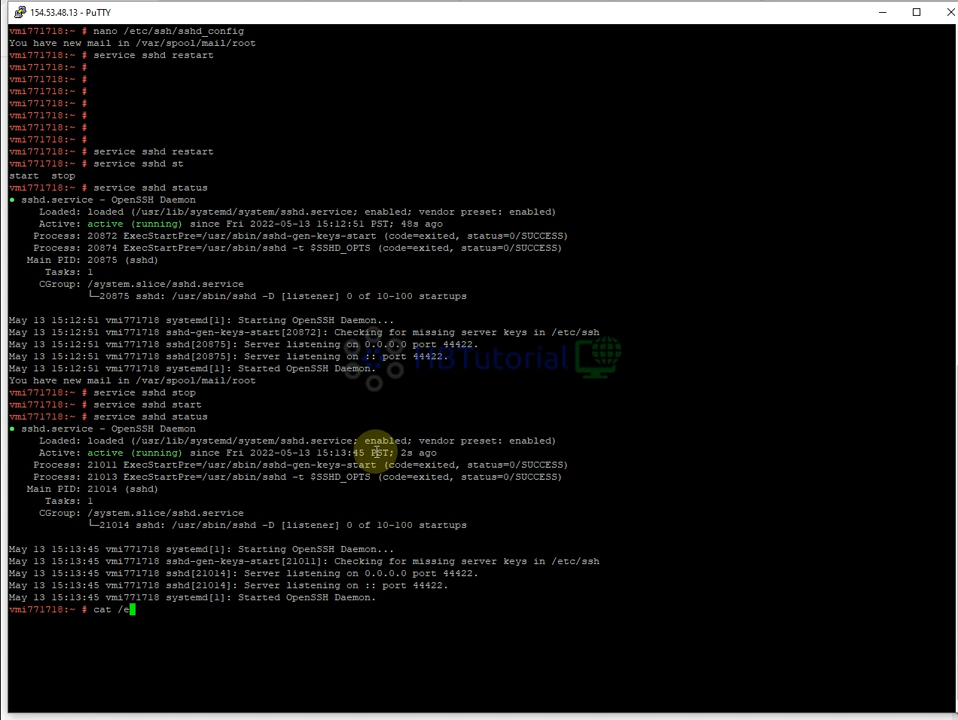 154.53.48.13 - PuTTY
vmi771718:~ # nano /etc/ssh/sshd_config
You have new mail in /var/spool/mail/root
vmi771718:~ # service sshd restart
vmi771718:~ #
vmi771718:~ #
vmi771718:~ #
vmi771718:~ #
vmi771718:~ #
vmi771718:~ #
vmi771718:~ #
vmi771718:~ # service sshd restart
vmi771718:~ # service sshd st
start  stop
vmi771718:~ # service sshd status
● sshd.service - OpenSSH Daemon
Loaded: loaded (/usr/lib/systemd/system/sshd.service; enabled; vendor preset: enabled)
Active: active (running) since Fri 2022-05-13 15:12:51 PST; 48s ago
Process: 20872 ExecStartPre=/usr/sbin/sshd-gen-keys-start (code=exited, status=0/SUCCESS)
Process: 20874 ExecStartPre=/usr/sbin/sshd -t $SSHD_OPTS (code=exited, status=0/SUCCESS)
Main PID: 20875 (sshd)
Tasks: 1
CGroup: /system.slice/sshd.service
└─20875 sshd: /usr/sbin/sshd -D [listener] 0 of 10-100 startups
May 13 15:12:51 vmi771718 systemd[1]: Starting OpenSSH Daemon...
May 13 15:12:51 vmi771718 sshd-gen-keys-start[20872]: Checking for missing server keys in /etc/ssh
May 13 15:12:51 vmi771718 sshd[20875]: Server listening on 0.0.0.0 port 44422.
May 13 15:12:51 vmi771718 sshd[20875]: Server listening on :: port 44422.
May 13 15:12:51 vmi771718 systemd[1]: Started OpenSSH Daemon.
HBTutorial
You have new mail in /var/spool/mail/root
vmi771718:~ # service sshd stop
vmi771718:~ # service sshd start
vmi771718:~ # service sshd status
● sshd.service - OpenSSH Daemon
Loaded: loaded (/usr/lib/systemd/system/sshd.service; enabled; vendor preset: enabled)
Active: active (running) since Fri 2022-05-13 15:13:45 PST; 2s ago
Process: 21011 ExecStartPre=/usr/sbin/sshd-gen-keys-start (code=exited, status=0/SUCCESS)
Process: 21013 ExecStartPre=/usr/sbin/sshd -t $SSHD_OPTS (code=exited, status=0/SUCCESS)
Main PID: 21014 (sshd)
Tasks: 1
CGroup: /system.slice/sshd.service
└─21014 sshd: /usr/sbin/sshd -D [listener] 0 of 10-100 startups
May 13 15:13:45 vmi771718 systemd[1]: Starting OpenSSH Daemon...
May 13 15:13:45 vmi771718 sshd-gen-keys-start[21011]: Checking for missing server keys in /etc/ssh
May 13 15:13:45 vmi771718 sshd[21014]: Server listening on 0.0.0.0 port 44422.
May 13 15:13:45 vmi771718 sshd[21014]: Server listening on :: port 44422.
May 13 15:13:45 vmi771718 systemd[1]: Started OpenSSH Daemon.
vmi771718:~ # cat /e